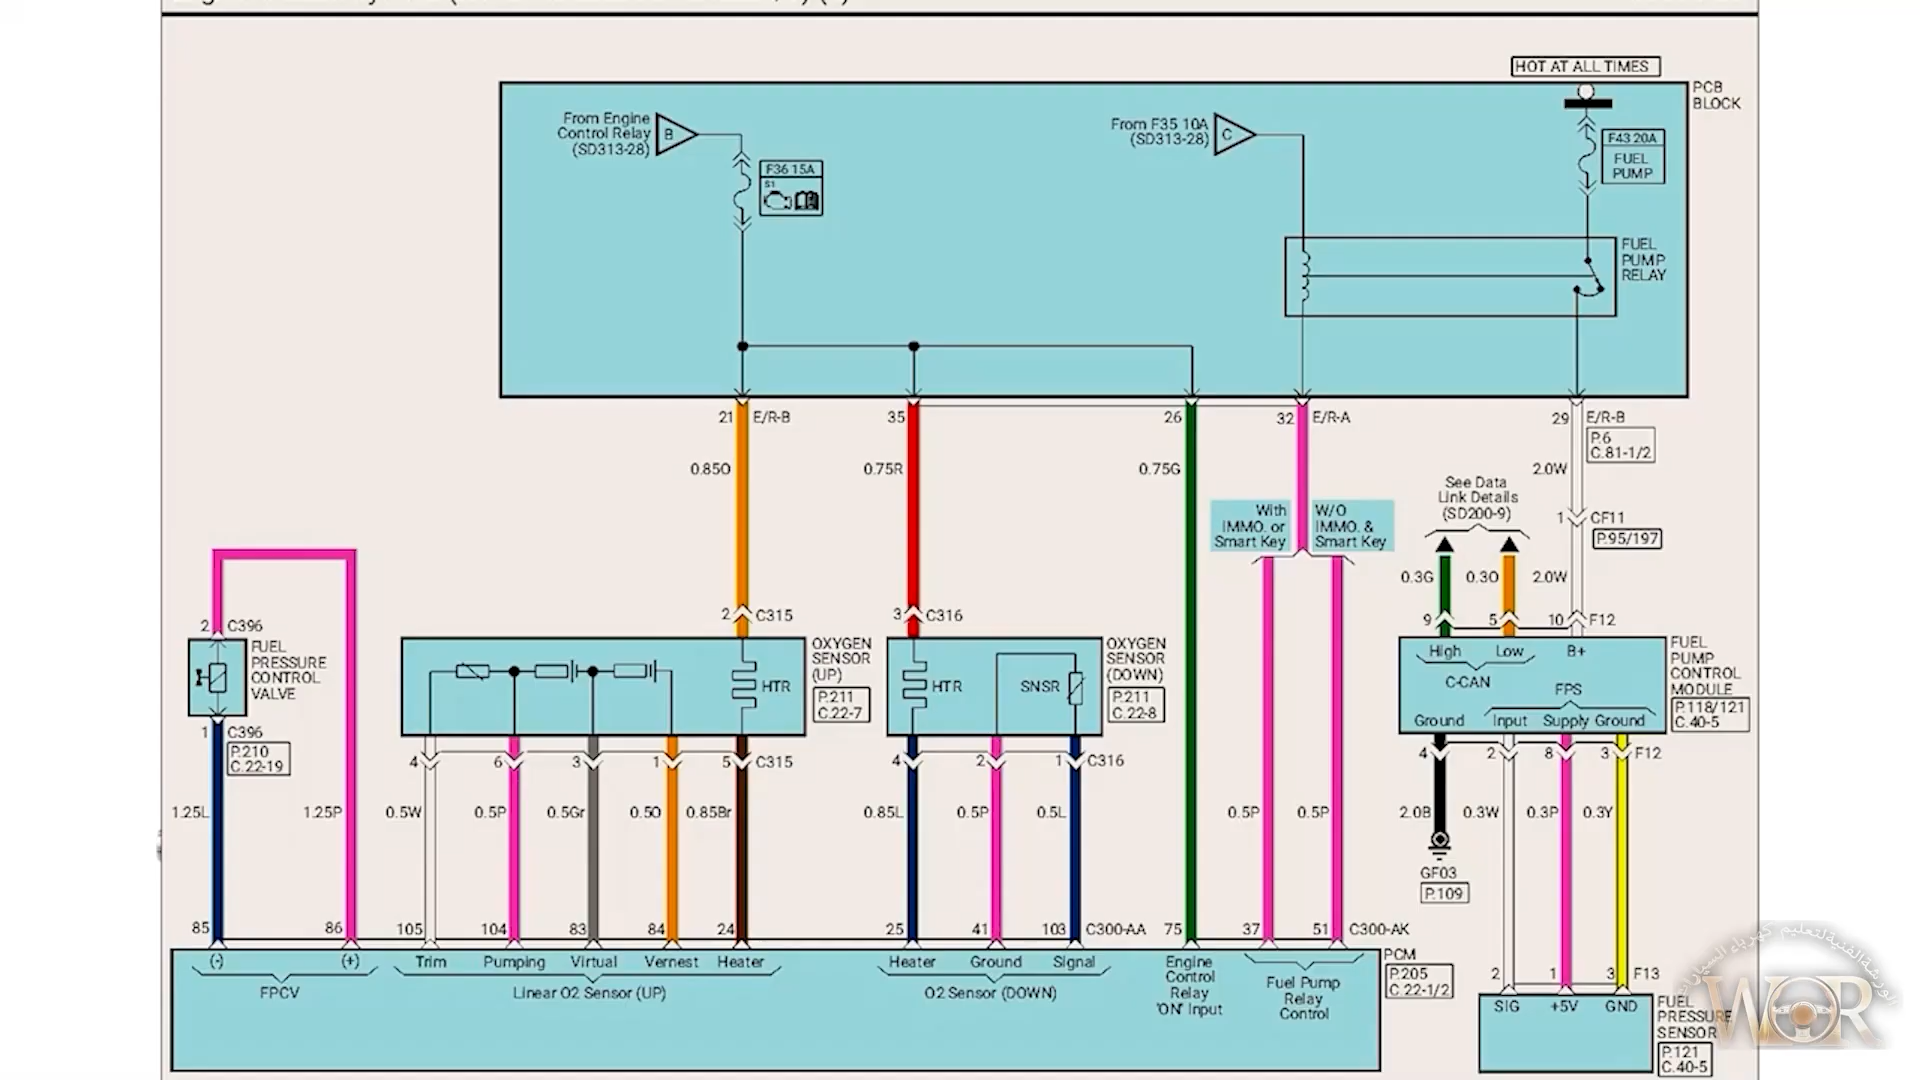 HOT AT ALL TIMES
PCB
BLOCK
From Engine
Control Relay
(SD313-28)
B
F36 15A
S1
From F35 10A
(SD313-28)
C
F43 20A
FUEL
PUMP
FUEL
PUMP
RELAY
21 E/R-B
35
26
32 E/R-A
29 E/R-B
P.6
C.81-1/2
0.85O
0.75R
0.75G
2.0W
With
IMMO. or
Smart Key
W/O
IMMO. &
Smart Key
See Data
Link Details
(SD200-9)
1 CF11
P.95/197
0.3G
0.3O
2.0W
2 C396
FUEL
PRESSURE
CONTROL
VALVE
1 C396
P.210
C.22-19
2 C315
HTR
OXYGEN
SENSOR
(UP)
P.211
C.22-7
3 C316
HTR
SNSR
OXYGEN
SENSOR
(DOWN)
P.211
C.22-8
9
5
10 F12
High
Low
B+
C-CAN
FPS
Ground
Input
Supply
Ground
FUEL
PUMP
CONTROL
MODULE
P.118/121
C.40-5
4
6
3
1
5 C315
4
2
1 C316
4
2
8
3 F12
1.25L
1.25P
0.5W
0.5P
0.5Gr
0.5O
0.85Br
0.85L
0.5P
0.5L
0.5P
0.5P
2.0B
0.3W
0.3P
0.3Y
GF03
P.109
85
86
105
104
83
84
24
25
41
103 C300-AA
75
37
51 C300-AK
(-)
(+)
FPCV
Trim
Pumping
Virtual
Vernest
Heater
Linear O2 Sensor (UP)
Heater
Ground
Signal
O2 Sensor (DOWN)
Engine
Control
Relay
'ON' Input
Fuel Pump
Relay
Control
PCM
P.205
C.22-1/2
2
1
3 F13
SIG
+5V
GND
FUEL
PRESSURE
SENSOR
P.121
C.40-5
WOR